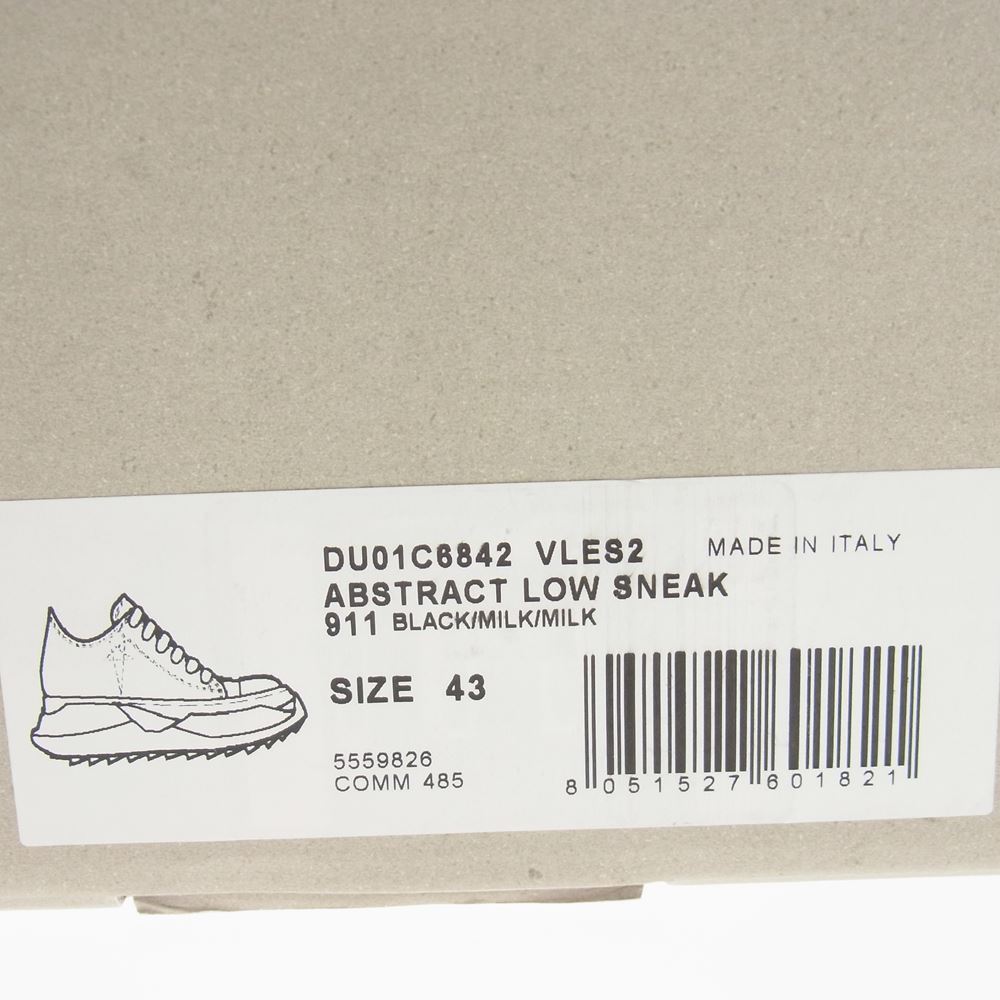 DU01C6842 VLES2 MADE IN ITALY
ABSTRACT LOW SNEAK
911 BLACK/MILK/MILK
SIZE 43
5559826
COMM 485
8 051527 601821